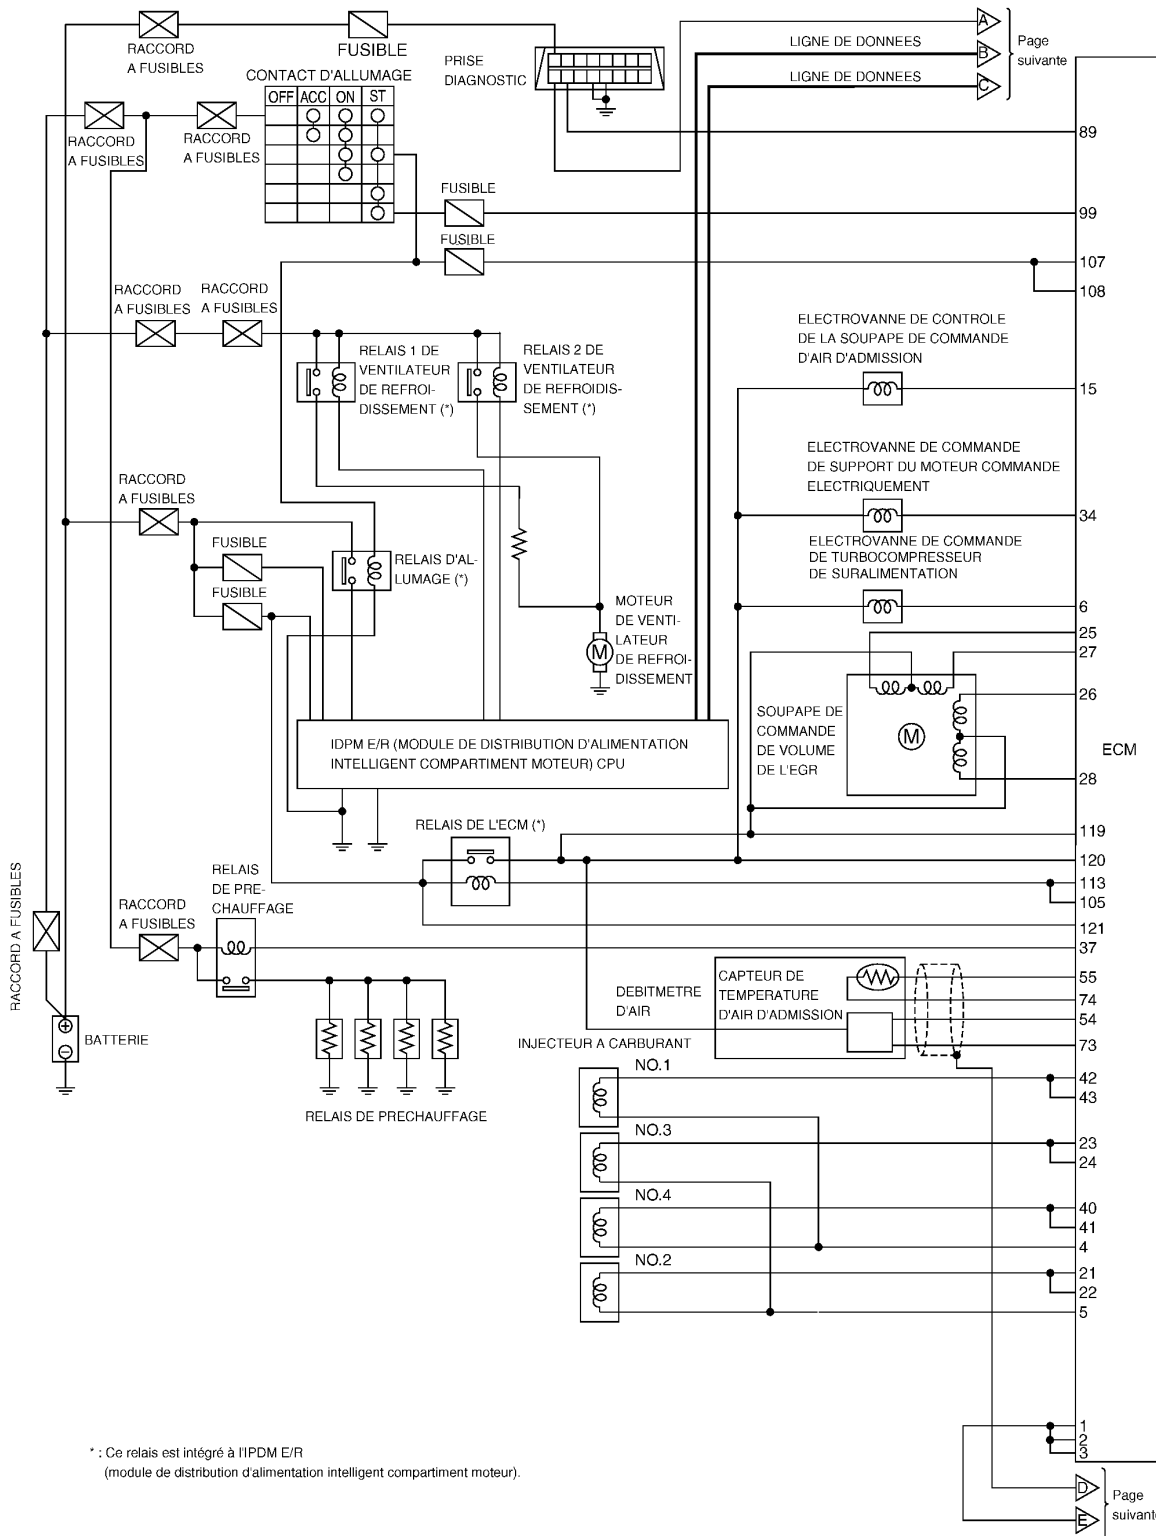 RACCORD
A FUSIBLES
FUSIBLE
CONTACT D'ALLUMAGE
OFF ACC ON ST
PRISE
DIAGNOSTIC
LIGNE DE DONNEES
LIGNE DE DONNEES
A
B
C
Page
suivante
RACCORD
A FUSIBLES
RACCORD
A FUSIBLES
FUSIBLE
FUSIBLE
89
99
107
108
RACCORD
A FUSIBLES
RACCORD
A FUSIBLES
RELAIS 1 DE
VENTILATEUR
DE REFROI-
DISSEMENT (*)
RELAIS 2 DE
VENTILATEUR
DE REFROIDIS-
SEMENT (*)
ELECTROVANNE DE CONTROLE
DE LA SOUPAPE DE COMMANDE
D'AIR D'ADMISSION
15
ELECTROVANNE DE COMMANDE
DE SUPPORT DU MOTEUR COMMANDE
ELECTRIQUEMENT
34
ELECTROVANNE DE COMMANDE
DE TURBOCOMPRESSEUR
DE SURALIMENTATION
6
RACCORD
A FUSIBLES
FUSIBLE
FUSIBLE
RELAIS D'AL-
LUMAGE (*)
MOTEUR
DE VENTI-
LATEUR
DE REFROI-
DISSEMENT
M
25
27
26
28
SOUPAPE DE
COMMANDE
DE VOLUME
DE L'EGR
M
ECM
IDPM E/R (MODULE DE DISTRIBUTION D'ALIMENTATION
INTELLIGENT COMPARTIMENT MOTEUR) CPU
RELAIS DE L'ECM (*)
119
120
113
105
121
37
RACCORD A FUSIBLES
RELAIS
DE PRE-
CHAUFFAGE
RACCORD
A FUSIBLES
BATTERIE
RELAIS DE PRECHAUFFAGE
DEBITMETRE
D'AIR
CAPTEUR DE
TEMPERATURE
D'AIR D'ADMISSION
55
74
54
73
INJECTEUR A CARBURANT
NO.1
42
43
NO.3
23
24
NO.4
40
41
4
NO.2
21
22
5
1
2
3
D
E
Page
suivante
* : Ce relais est intégré à l'IPDM E/R
(module de distribution d'alimentation intelligent compartiment moteur).